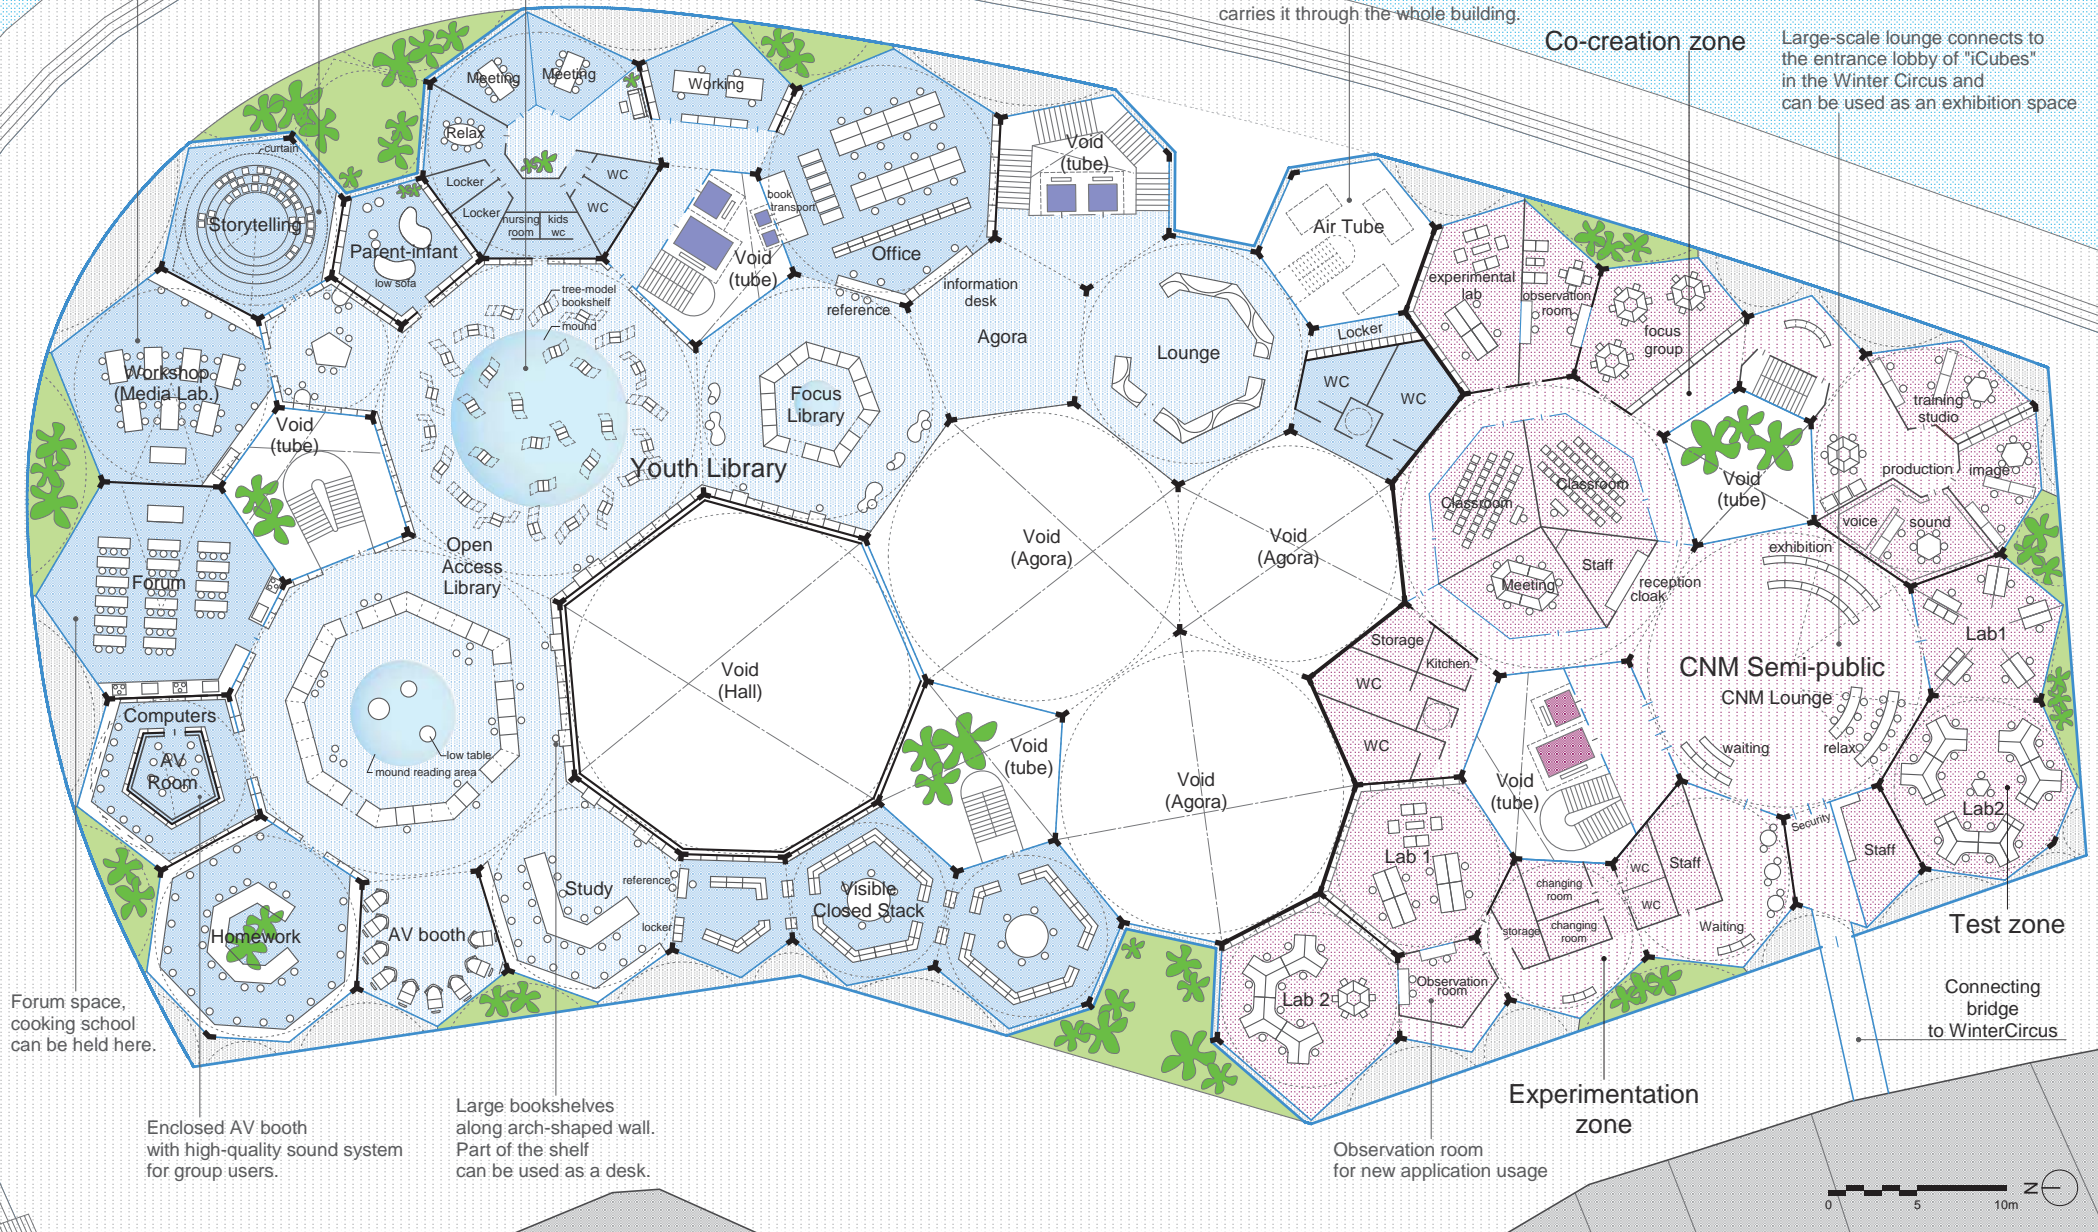 carries it through the whole building.
Co-creation zone
Large-scale lounge connects to
the entrance lobby of "iCubes"
in the Winter Circus and
can be used as an exhibition space
Meeting
Meeting
Working
Relax
curtain
Storytelling
Parent-infant
low sofa
Locker
Locker
nursing
room
kids
wc
WC
WC
book
transport
Void
(tube)
Office
Void
(tube)
Air Tube
experimental
lab
observation
room
focus
group
tree-model
bookshelf
mound
reference
information
desk
Agora
Lounge
Locker
WC
WC
Workshop
(Media Lab.)
Void
(tube)
Focus
Library
Youth Library
training
studio
production
image
Void
(tube)
voice
sound
Classroom
Classroom
Meeting
Staff
reception
cloak
exhibition
Open
Access
Library
Void
(Agora)
Void
(Agora)
Forum
Void
(Hall)
Storage
Kitchen
WC
WC
Lab1
CNM Semi-public
CNM Lounge
waiting
relax
Computers
AV
Room
low table
mound reading area
Void
(tube)
Void
(Agora)
Void
(tube)
Lab2
Security
Staff
Lab 1
WC
Staff
WC
changing
room
changing
room
storage
Waiting
Homework
AV booth
Study
reference
locker
Visible
Closed Stack
Lab 2
Observation
room
Test zone
Forum space,
cooking school
can be held here.
Connecting
bridge
to WinterCircus
Enclosed AV booth
with high-quality sound system
for group users.
Large bookshelves
along arch-shaped wall.
Part of the shelf
can be used as a desk.
Experimentation
zone
Observation room
for new application usage
0
5
10m
N